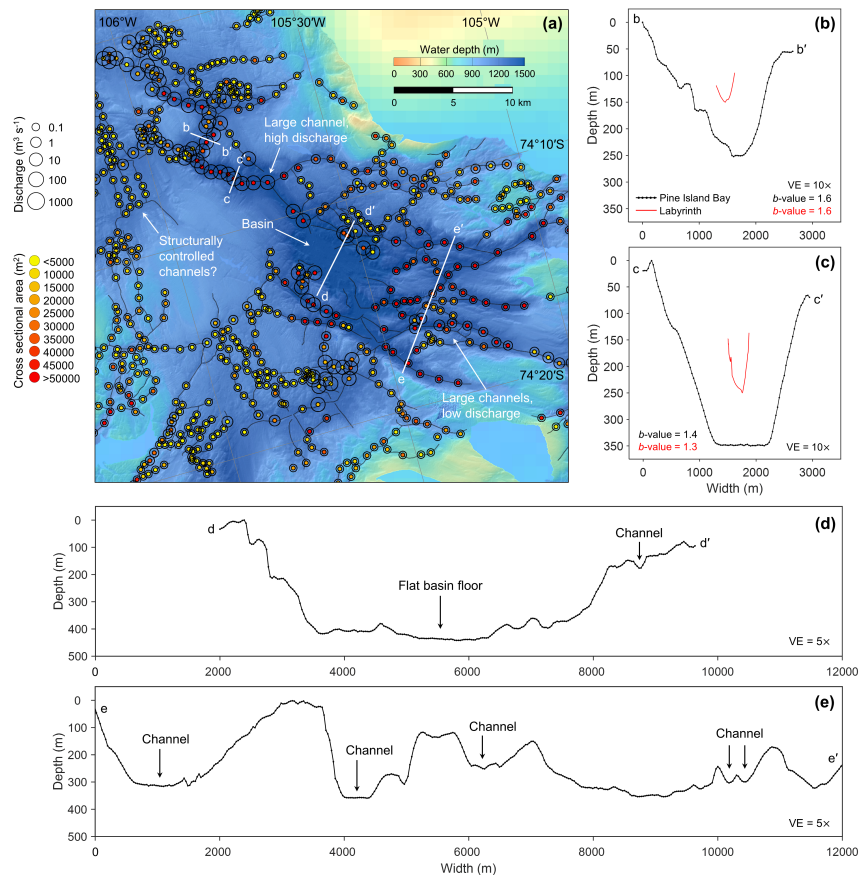 106°W
105°30'W
105°W
(a)
Water depth (m)
0 300 600 900 1200 1500
0 5 10 km
74°10'S
74°20'S
Large channel,
high discharge
b
b'
c'
c
d'
Basin
e'
Structurally
controlled
channels?
d
e
Large channels,
low discharge
Discharge (m³ s⁻¹)
0.1
1
10
100
1000
Cross sectional area (m²)
<5000
10000
15000
20000
25000
30000
35000
40000
45000
>50000
(b)
b
b'
Depth (m)
0
50
100
150
200
250
300
350
VE = 10×
Pine Island Bay
b-value = 1.6
Labyrinth
b-value = 1.6
0 1000 2000 3000
(c)
c
c'
Depth (m)
0
50
100
150
200
250
300
350
b-value = 1.4
b-value = 1.3
VE = 10×
0 1000 2000 3000
Width (m)
(d)
d
d'
Channel
Flat basin floor
Depth (m)
0
100
200
300
400
500
VE = 5×
0 2000 4000 6000 8000 10000 12000
(e)
e
e'
Channel
Channel
Channel
Channel
Depth (m)
0
100
200
300
400
500
VE = 5×
0 2000 4000 6000 8000 10000 12000
Width (m)